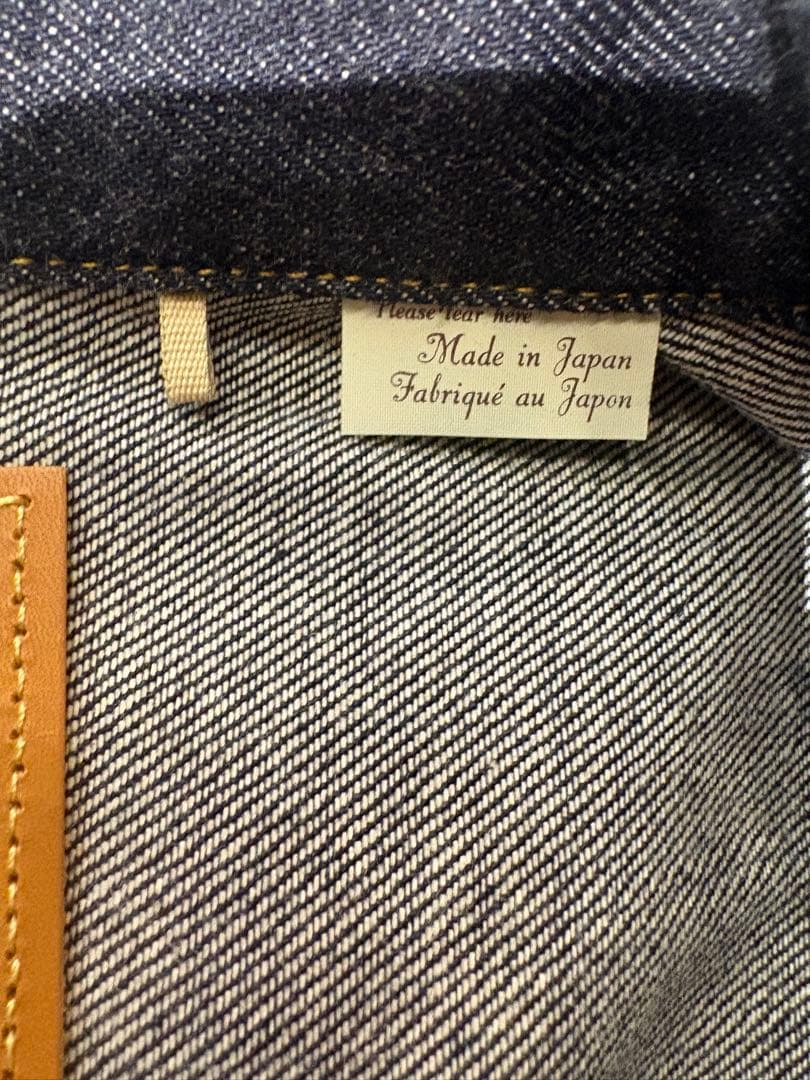 Please tear here
Made in Japan
Fabriqué au Japon